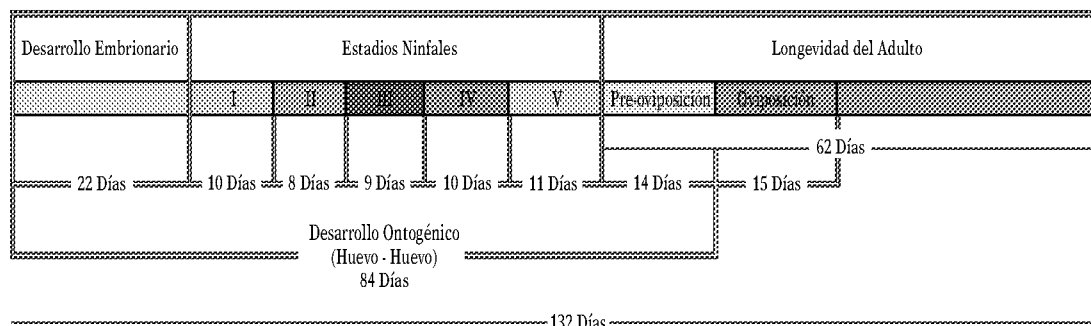 Desarrollo Embrionario
Estadios Ninfales
Longevidad del Adulto
I
II
III
IV
V
Pre-oviposición
Oviposición
62 Días
22 Días
10 Días
8 Días
9 Días
10 Días
11 Días
14 Días
15 Días
Desarrollo Ontogénico
(Huevo - Huevo)
84 Días
132 Días